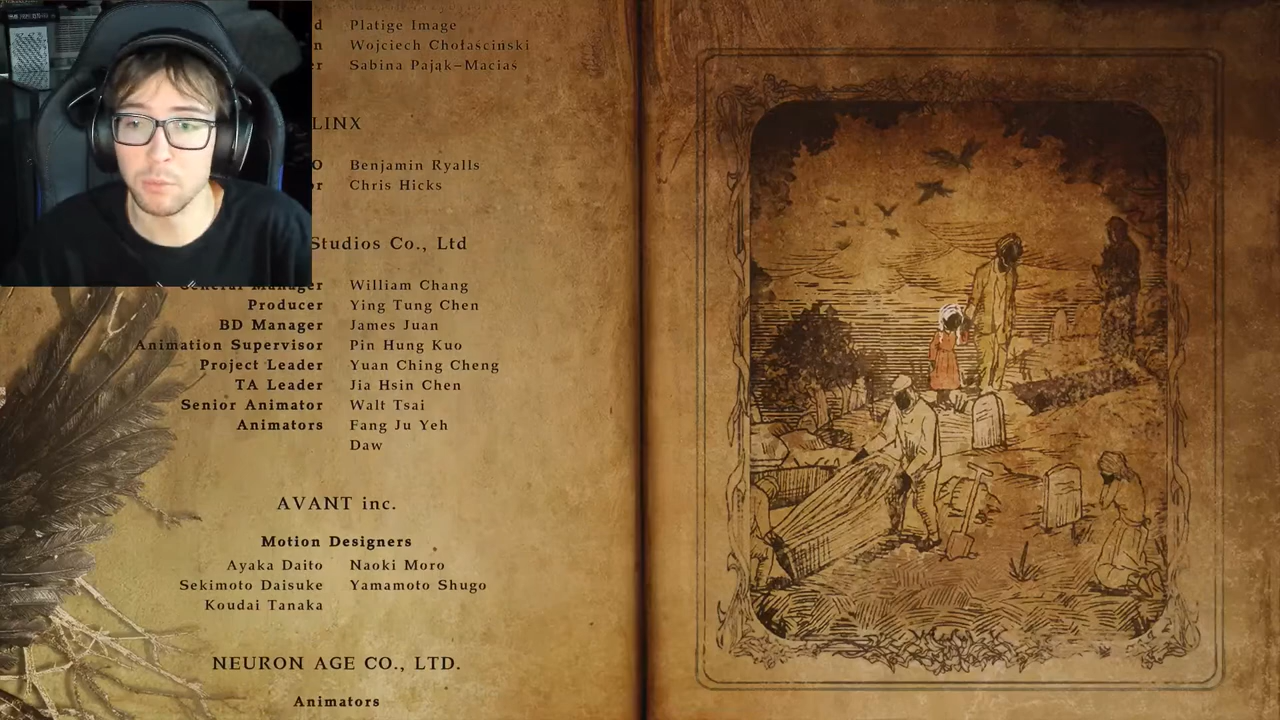 d Platige Image
n Wojciech Chołaściński
r Sabina Pająk-Macias
LINX
O Benjamin Ryalls
or Chris Hicks
Studios Co., Ltd
General Manager William Chang
Producer Ying Tung Chen
BD Manager James Juan
Animation Supervisor Pin Hung Kuo
Project Leader Yuan Ching Cheng
TA Leader Jia Hsin Chen
Senior Animator Walt Tsai
Animators Fang Ju Yeh
Daw
AVANT inc.
Motion Designers
Ayaka Daito Naoki Moro
Sekimoto Daisuke Yamamoto Shugo
Koudai Tanaka
NEURON AGE CO., LTD.
Animators